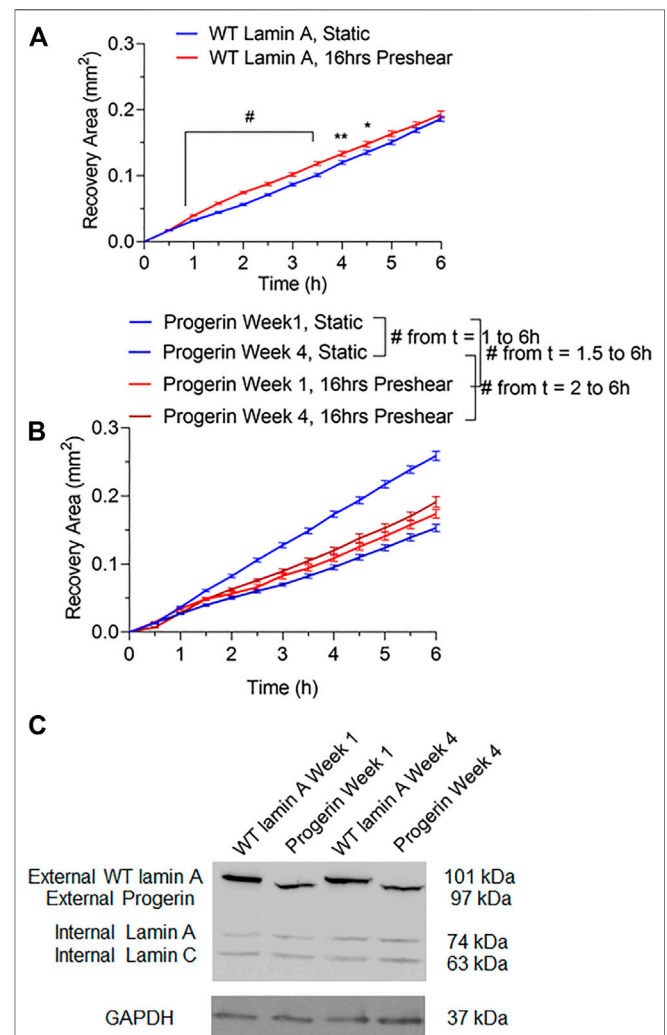 A
WT Lamin A, Static
WT Lamin A, 16hrs Preshear
Recovery Area (mm²)
0.3
0.2
0.1
0.0
#
**
*
0 1 2 3 4 5 6
Time (h)
Progerin Week1, Static
Progerin Week 4, Static
Progerin Week 1, 16hrs Preshear
Progerin Week 4, 16hrs Preshear
# from t = 1 to 6h
# from t = 1.5 to 6h
# from t = 2 to 6h
B
Recovery Area (mm²)
0.3
0.2
0.1
0.0
0 1 2 3 4 5 6
Time (h)
C
WT lamin A Week 1
Progerin Week 1
WT lamin A Week 4
Progerin Week 4
External WT lamin A 101 kDa
External Progerin 97 kDa
Internal Lamin A 74 kDa
Internal Lamin C 63 kDa
GAPDH 37 kDa